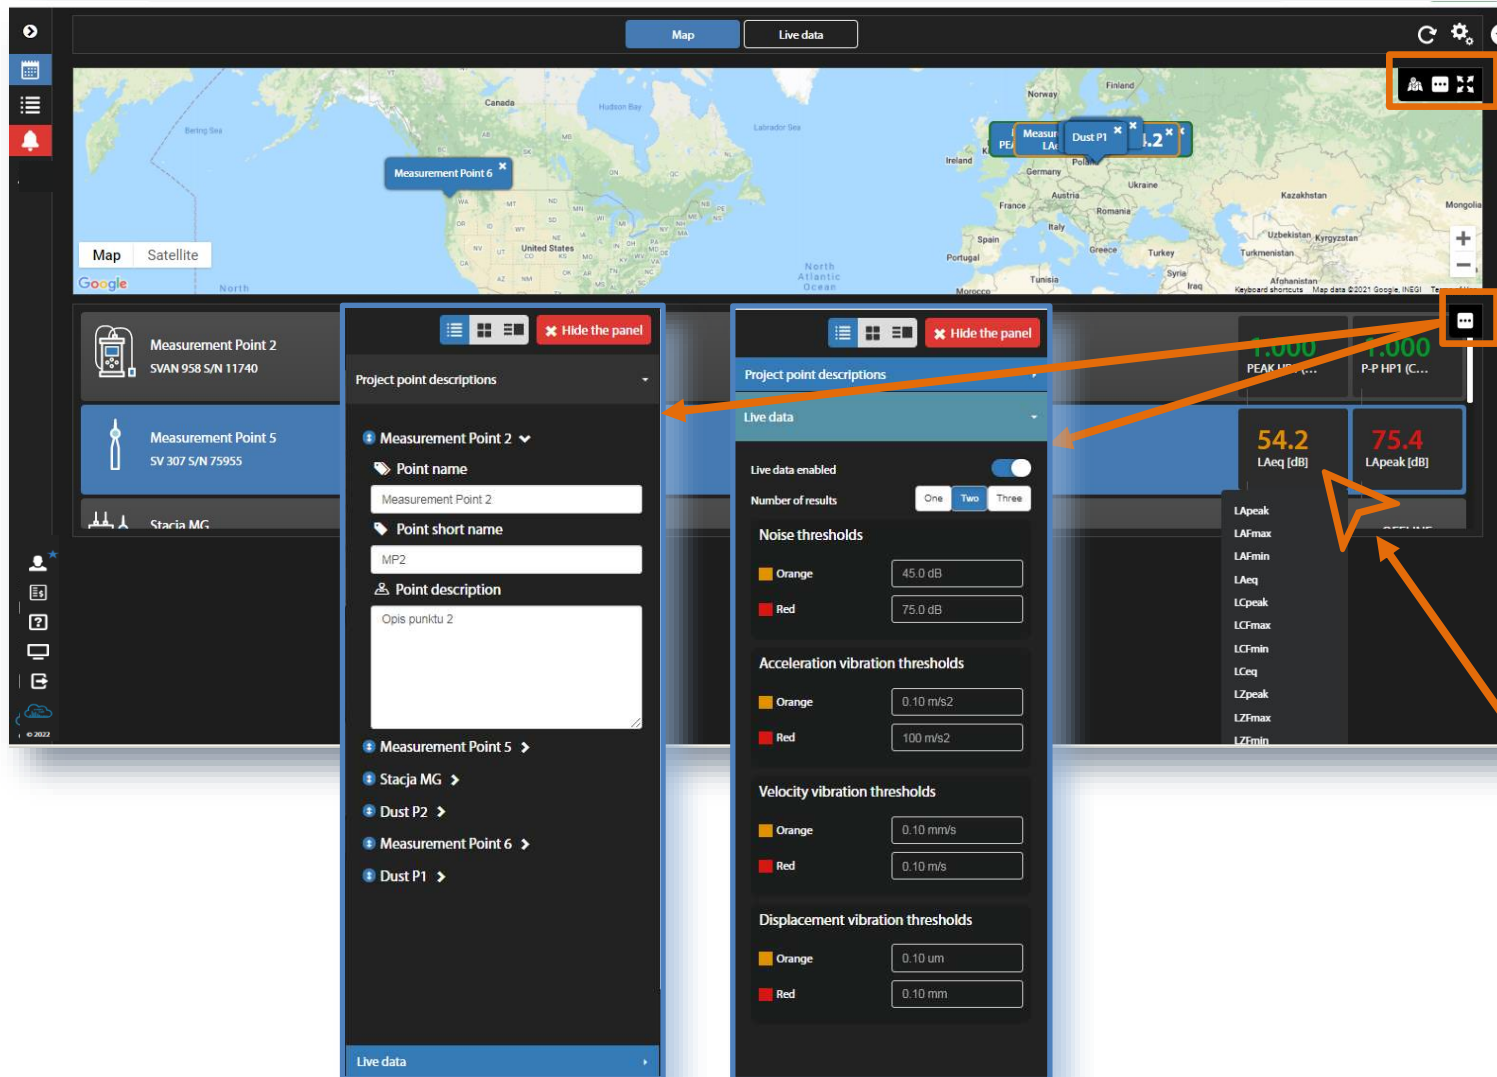 Map
Live data
Canada
Hudson Bay
Bering Sea
Labrador Sea
Norway
Finland
Measurement Point 6
PEA
Measur
LAe
Dust P1
4.2
Ireland
Germany
Poland
Ukraine
Austria
France
Romania
Kazakhstan
Mongolia
Italy
Spain
Portugal
Greece
Turkey
Uzbekistan
Kyrgyzstan
Turkmenistan
Syria
Iraq
Afghanistan
Tunisia
Morocco
United States
North
Atlantic
Ocean
North
Map
Satellite
Google
Keyboard shortcuts Map data ©2021 Google, INEGI
Measurement Point 2
SVAN 958 S/N 11740
1.000
P-P HP1 (C...
Measurement Point 5
SV 307 S/N 75955
54.2
LAeq [dB]
75.4
LApeak [dB]
Stacja MG
OFFLINE
LApeak
LAFmax
LAFmin
LAeq
LCpeak
LCFmax
LCFmin
LCeq
LZpeak
LZFmax
LZFmin
© 2022
Hide the panel
Project point descriptions
Measurement Point 2
Point name
Measurement Point 2
Point short name
MP2
Point description
Opis punktu 2
Measurement Point 5
Stacja MG
Dust P2
Measurement Point 6
Dust P1
Live data
Hide the panel
Project point descriptions
Live data
Live data enabled
Number of results
One
Two
Three
Noise thresholds
Orange
45.0 dB
Red
75.0 dB
Acceleration vibration thresholds
Orange
0.10 m/s2
Red
100 m/s2
Velocity vibration thresholds
Orange
0.10 mm/s
Red
0.10 m/s
Displacement vibration thresholds
Orange
0.10 um
Red
0.10 mm